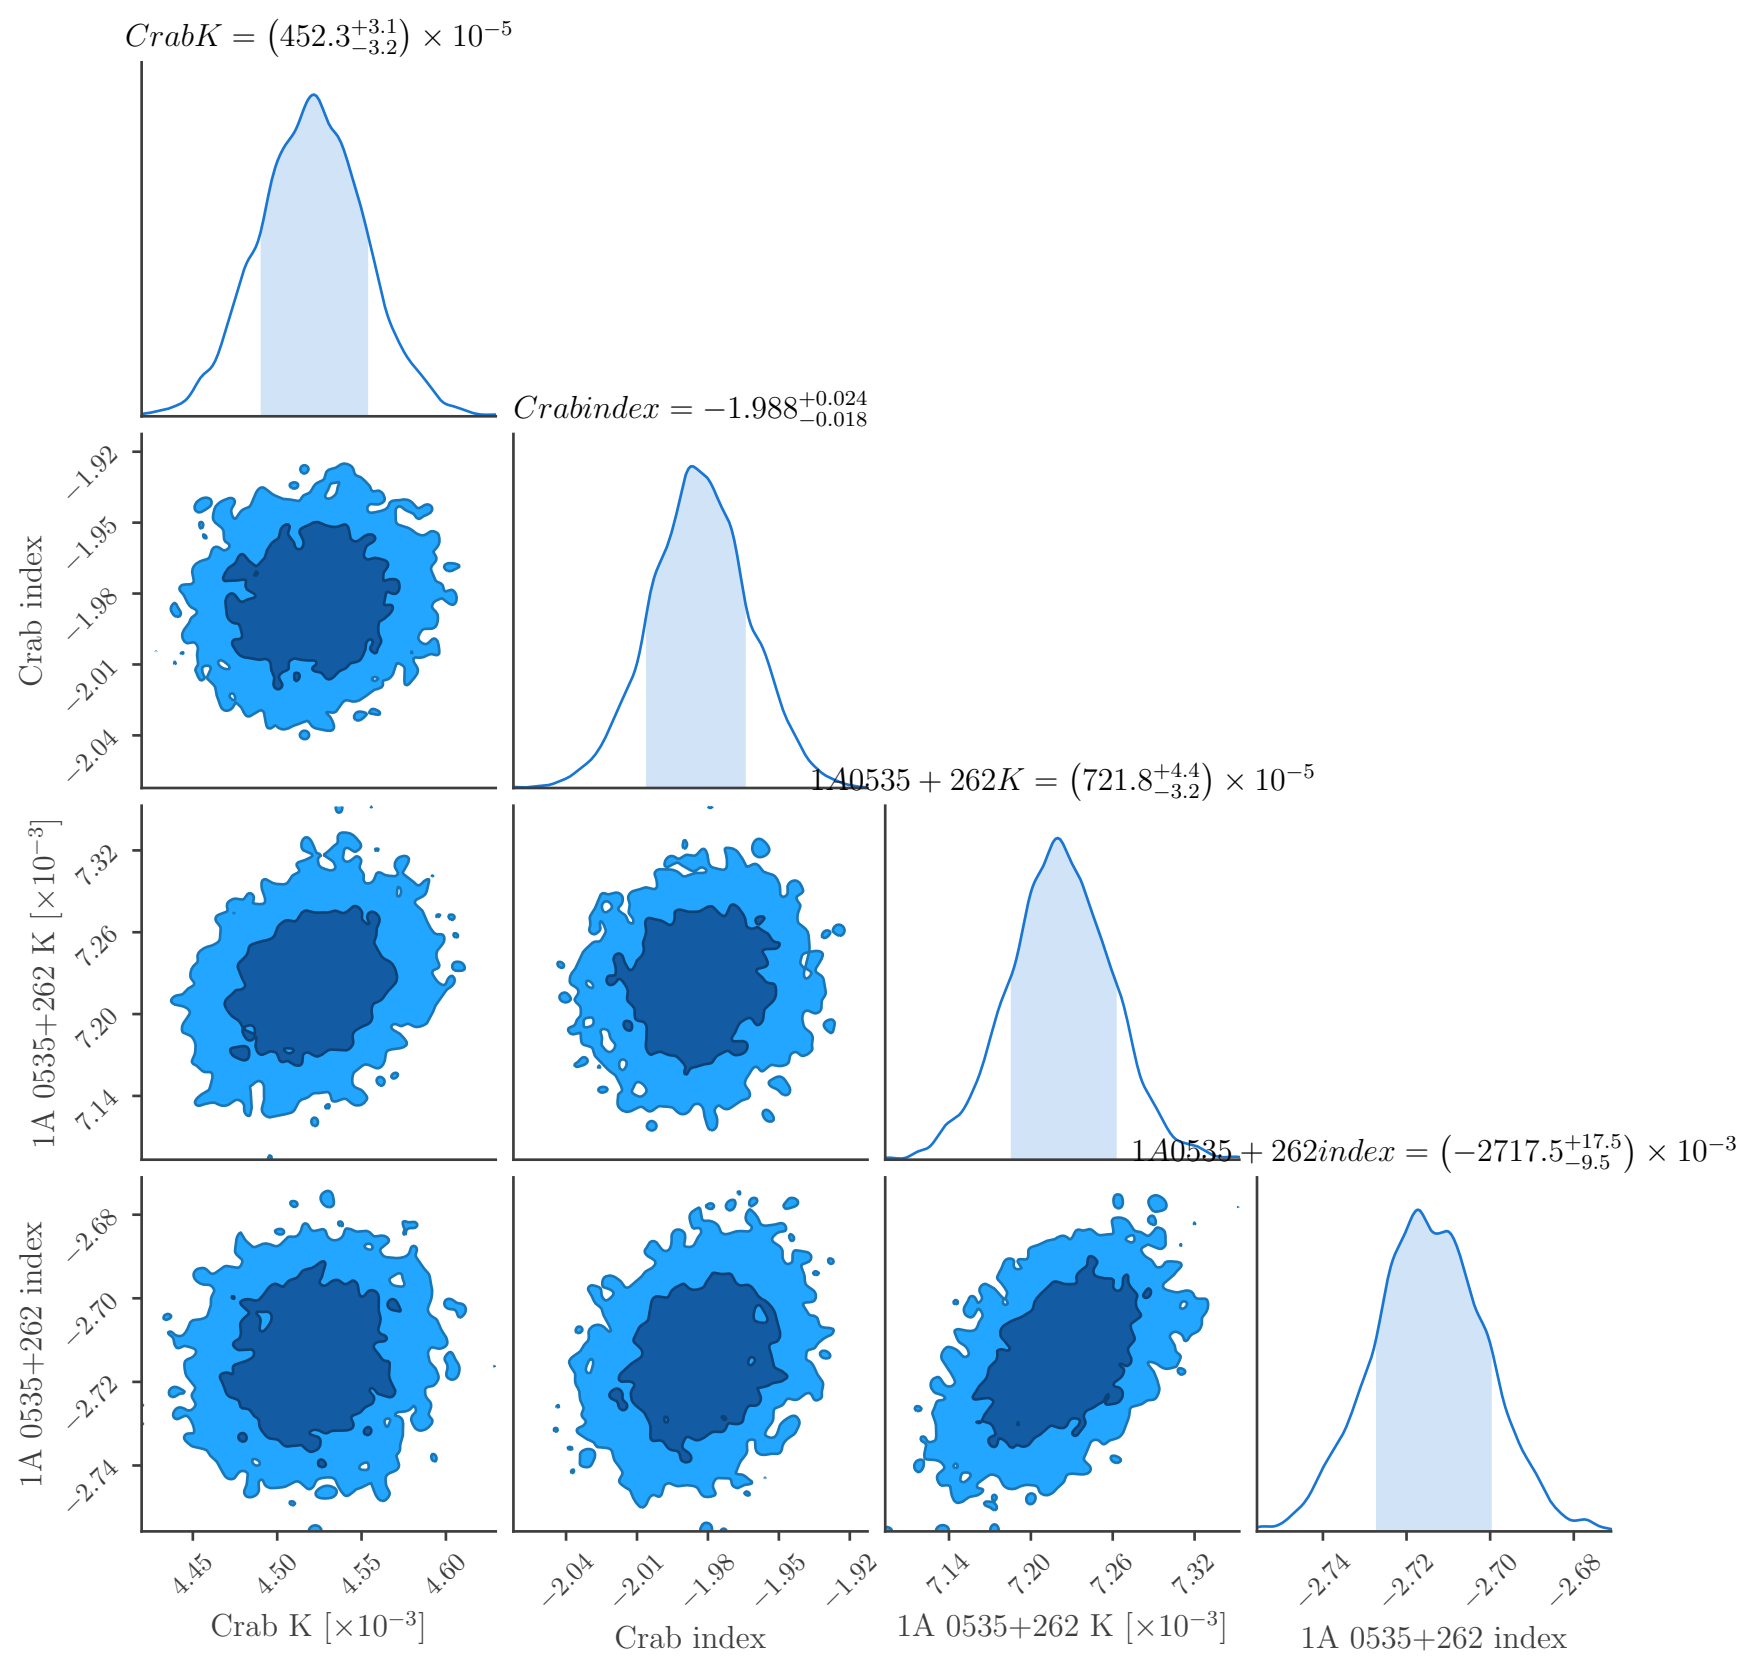 CrabK = (452.3^{+3.1}_{-3.2}) × 10^{−5}
Crabindex = −1.988^{+0.024}_{−0.018}
−1.92
−1.95
−1.98
−2.01
−2.04
Crab index
1A0535 + 262K = (721.8^{+4.4}_{−3.2}) × 10^{−5}
7.32
7.26
7.20
7.14
1A 0535+262 K [×10^{−3}]
1A0535 + 262index = (−2717.5^{+17.5}_{−9.5}) × 10^{−3}
−2.68
−2.70
−2.72
−2.74
1A 0535+262 index
4.45 4.50 4.55 4.60
Crab K [×10^{−3}]
−2.04 −2.01 −1.98 −1.95 −1.92
Crab index
7.14 7.20 7.26 7.32
1A 0535+262 K [×10^{−3}]
−2.74 −2.72 −2.70 −2.68
1A 0535+262 index